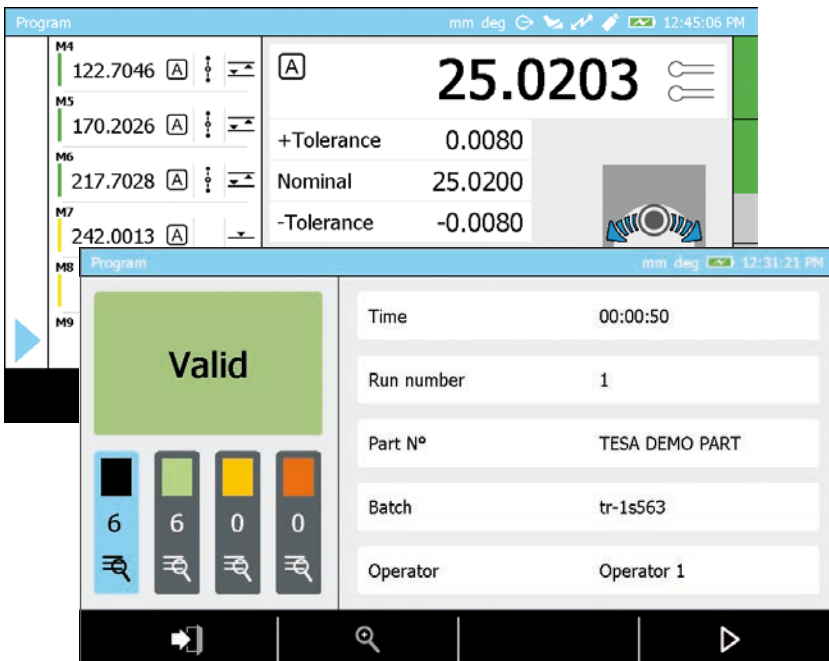 Program
mm deg 12:45:06 PM
M4
122.7046 A
M5
170.2026 A
M6
217.7028 A
M7
242.0013 A
M8
M9
A 25.0203
+Tolerance 0.0080
Nominal 25.0200
-Tolerance -0.0080
Program
mm deg 12:31:21 PM
Valid
6 6 0 0
Time 00:00:50
Run number 1
Part Nº TESA DEMO PART
Batch tr-1s563
Operator Operator 1